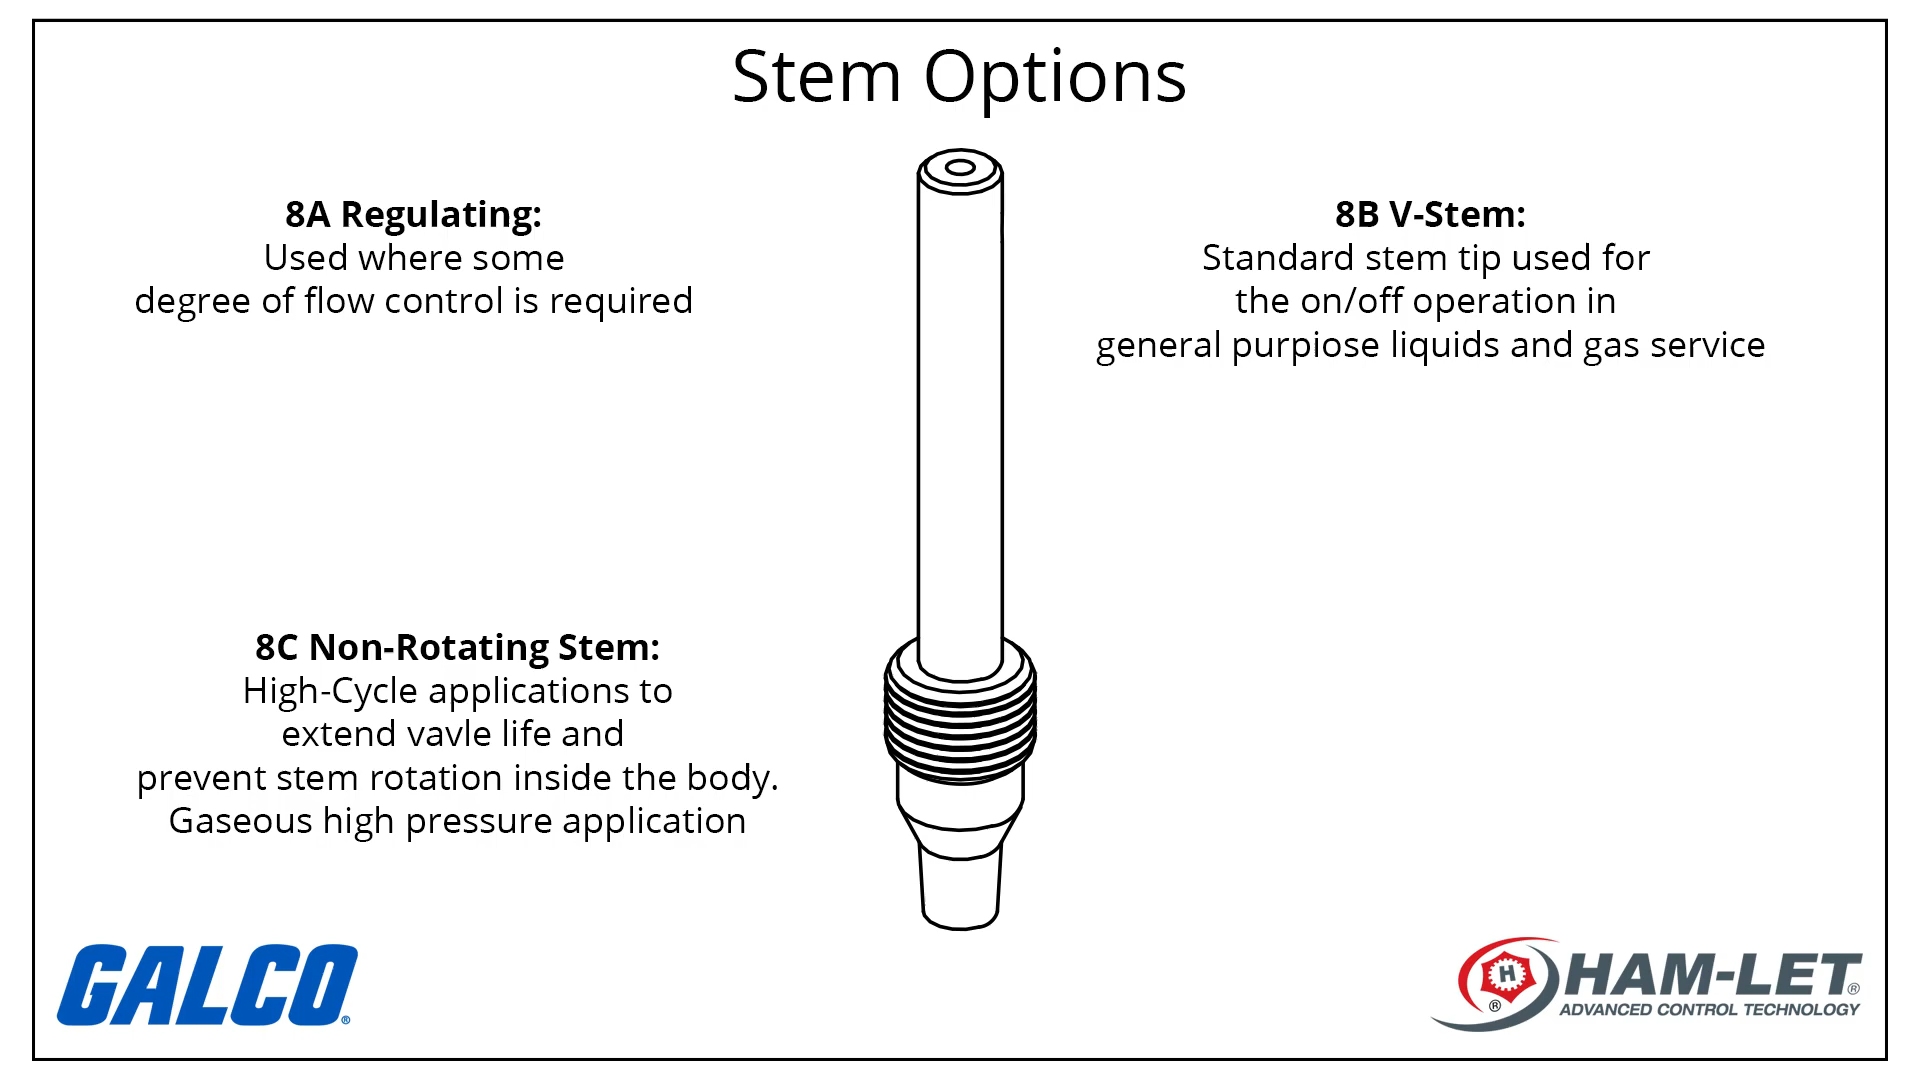 Stem Options
8A Regulating:
Used where some
degree of flow control is required
8B V-Stem:
Standard stem tip used for
the on/off operation in
general purpiose liquids and gas service
8C Non-Rotating Stem:
High-Cycle applications to
extend vavle life and
prevent stem rotation inside the body.
Gaseous high pressure application
GALCO®
H
®
HAM-LET®
ADVANCED CONTROL TECHNOLOGY